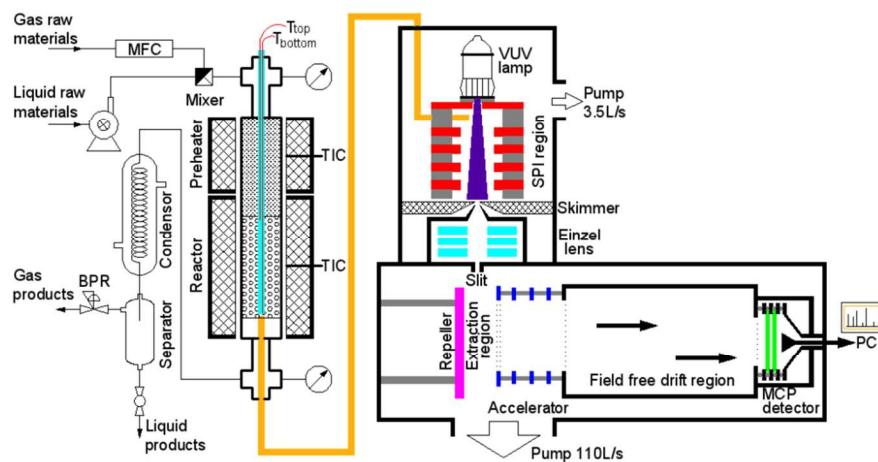 Gas raw
materials
MFC
Liquid raw
materials
Mixer
Ttop
Tbottom
Preheater
TIC
Reactor
TIC
Condensor
Gas
products
BPR
Separator
Liquid
products
VUV
lamp
Pump
3.5L/s
SPI region
Skimmer
Einzel
lens
Slit
Repeller
Extraction
region
Field free drift region
Accelerator
MCP
detector
PC
Pump 110L/s